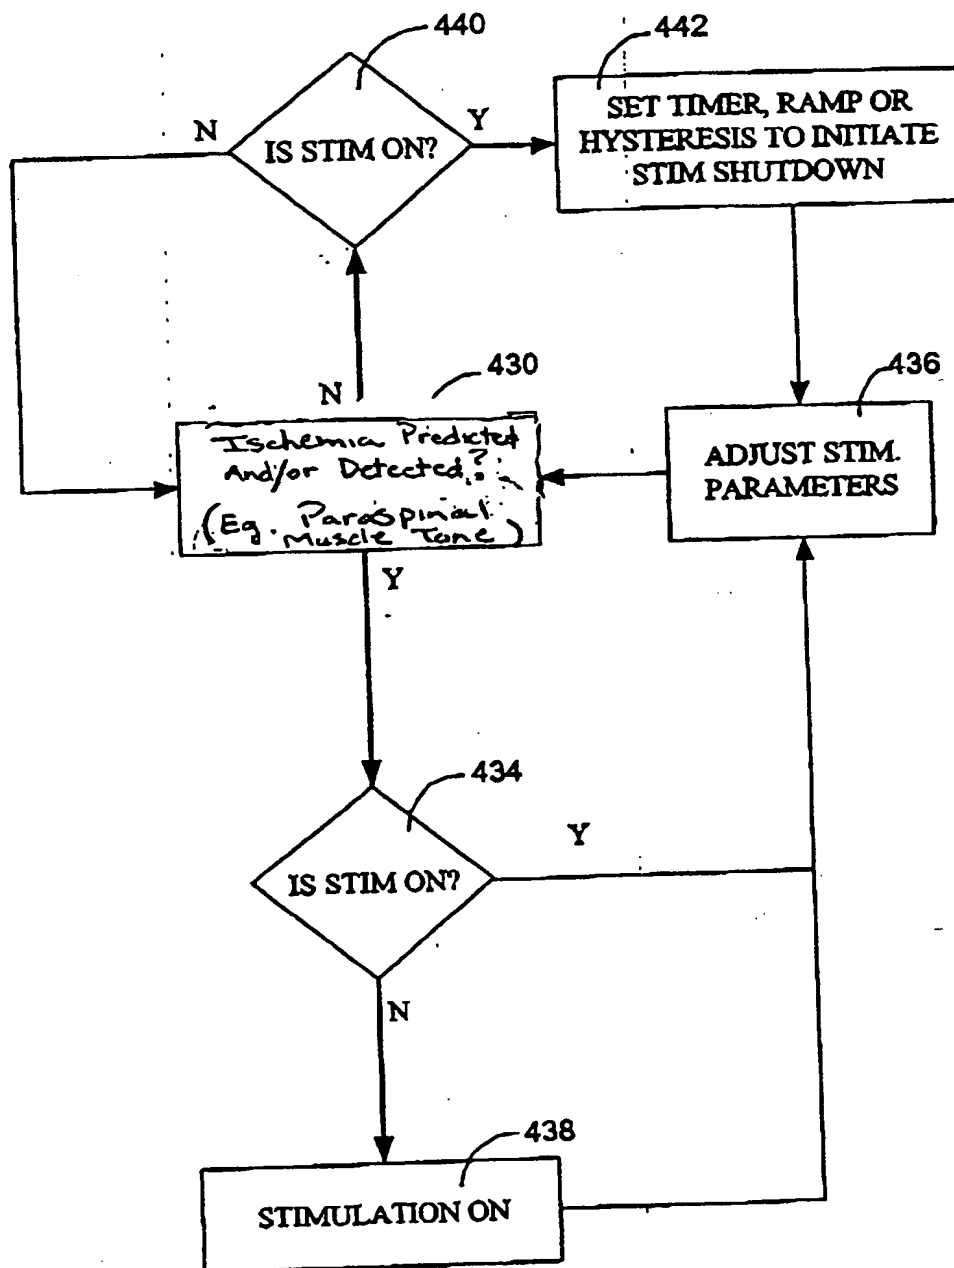 440
442
N
Y
IS STIM ON?
SET TIMER, RAMP OR
HYSTERESIS TO INITIATE
STIM SHUTDOWN
430
436
N
Ischemia Predicted
And/or Detected?
(Eg. Paraspinal
Muscle Tone)
ADJUST STIM.
PARAMETERS
Y
434
Y
IS STIM ON?
N
438
STIMULATION ON